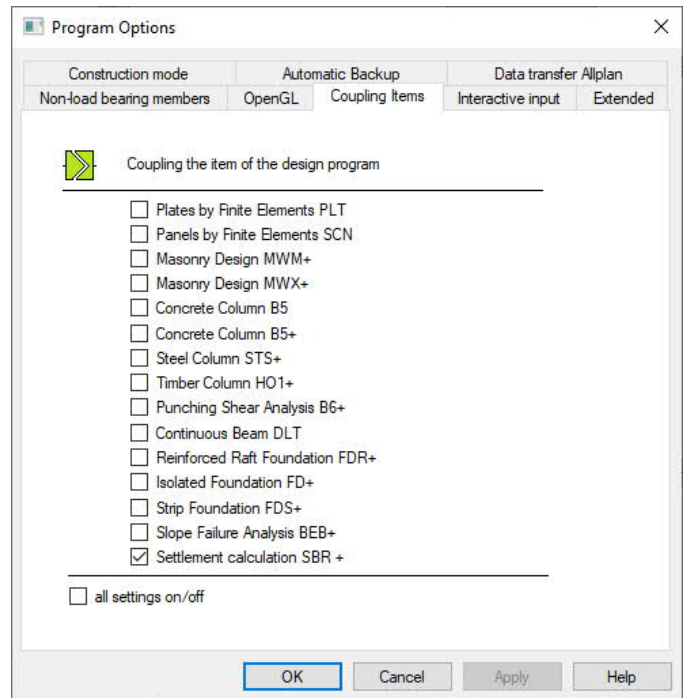 Program Options
Construction mode Automatic Backup Data transfer Allplan
Non-load bearing members OpenGL Coupling Items Interactive input Extended
Coupling the item of the design program
Plates by Finite Elements PLT
Panels by Finite Elements SCN
Masonry Design MWM+
Masonry Design MWX+
Concrete Column B5
Concrete Column B5+
Steel Column STS+
Timber Column HO1+
Punching Shear Analysis B6+
Continuous Beam DLT
Reinforced Raft Foundation FDR+
Isolated Foundation FD+
Strip Foundation FDS+
Slope Failure Analysis BEB+
Settlement calculation SBR +
all settings on/off
OK Cancel Apply Help